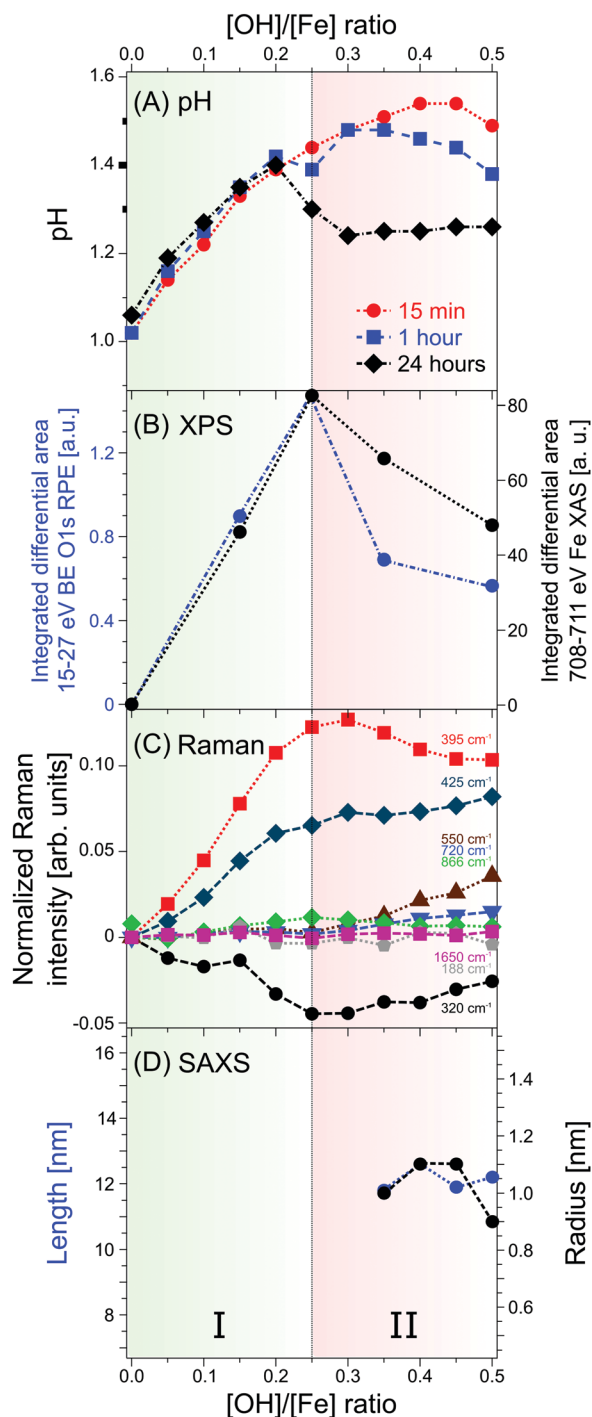 [OH]/[Fe] ratio
0.0 0.1 0.2 0.3 0.4 0.5
(A) pH
1.6
1.4
1.2
1.0
pH
15 min
1 hour
24 hours
(B) XPS
1.2
0.8
0.4
0
Integrated differential area
15-27 eV BE O1s RPE [a.u.]
80
60
40
20
0
Integrated differential area
708-711 eV Fe XAS [a. u.]
(C) Raman
0.10
0.05
0
-0.05
Normalized Raman
intensity [arb. units]
395 cm⁻¹
425 cm⁻¹
550 cm⁻¹
720 cm⁻¹
866 cm⁻¹
1650 cm⁻¹
188 cm⁻¹
320 cm⁻¹
(D) SAXS
16
14
12
10
8
Length [nm]
1.4
1.2
1.0
0.8
0.6
Radius [nm]
I II
0.0 0.1 0.2 0.3 0.4 0.5
[OH]/[Fe] ratio